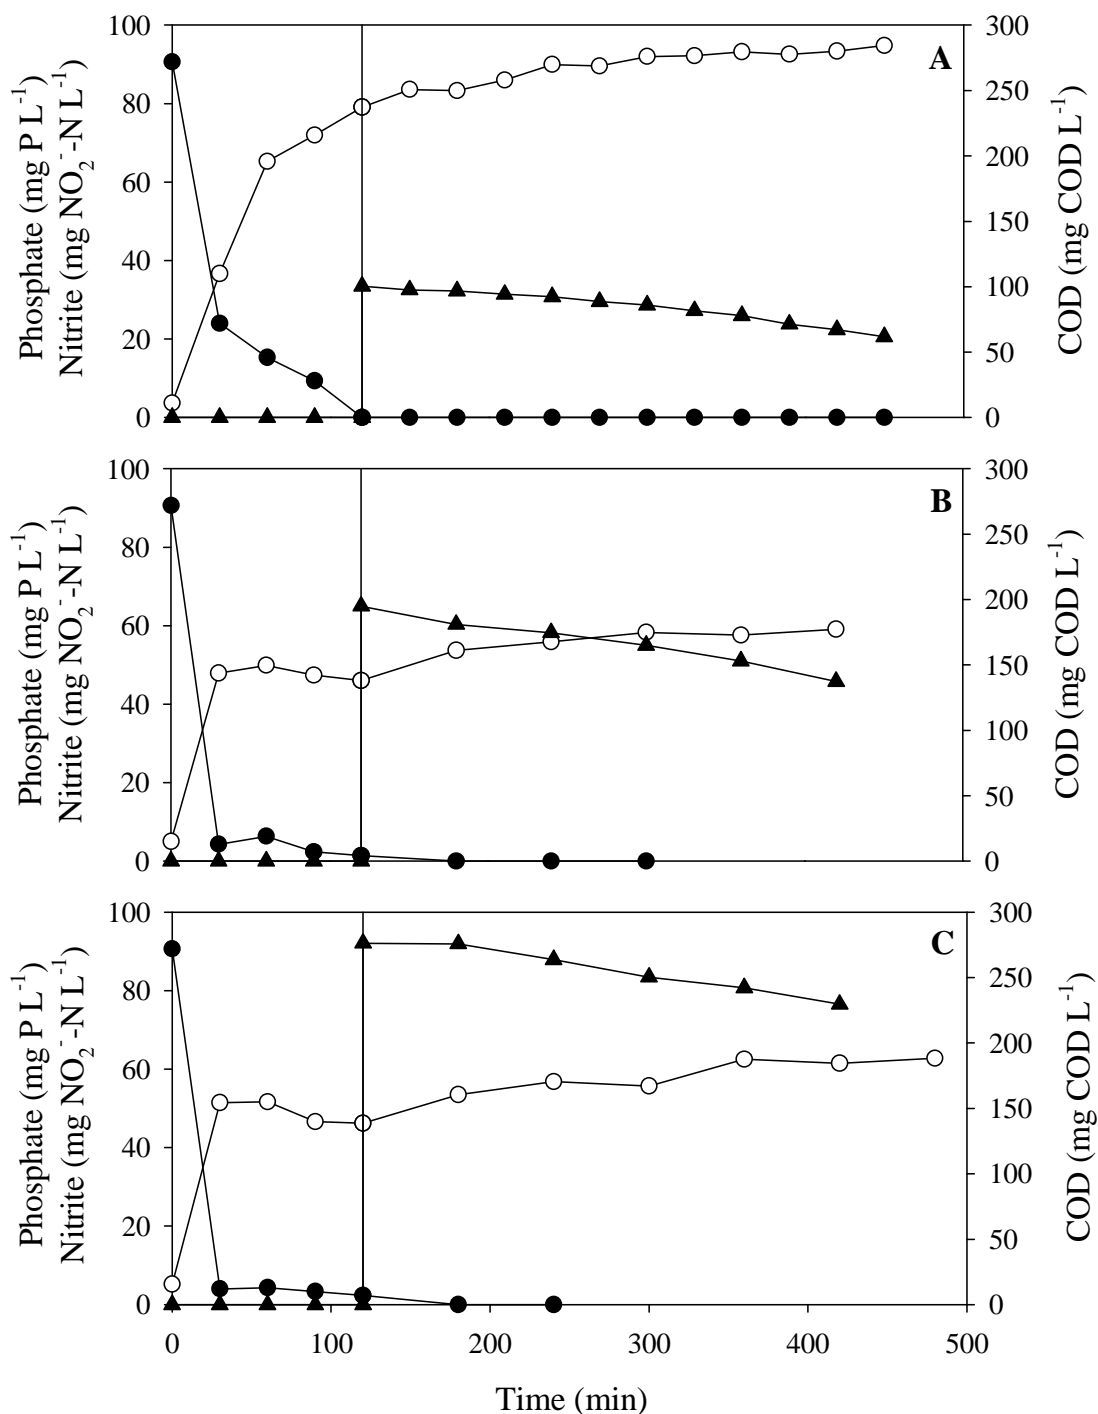 Phosphate (mg P L⁻¹)
Nitrite (mg NO₂⁻-N L⁻¹)
100
80
60
40
20
0
A
300
250
200
150
100
50
0
COD (mg COD L⁻¹)
Phosphate (mg P L⁻¹)
Nitrite (mg NO₂⁻-N L⁻¹)
100
80
60
40
20
0
B
300
250
200
150
100
50
0
COD (mg COD L⁻¹)
Phosphate (mg P L⁻¹)
Nitrite (mg NO₂⁻-N L⁻¹)
100
80
60
40
20
0
C
300
250
200
150
100
50
0
COD (mg COD L⁻¹)
0 100 200 300 400 500
Time (min)